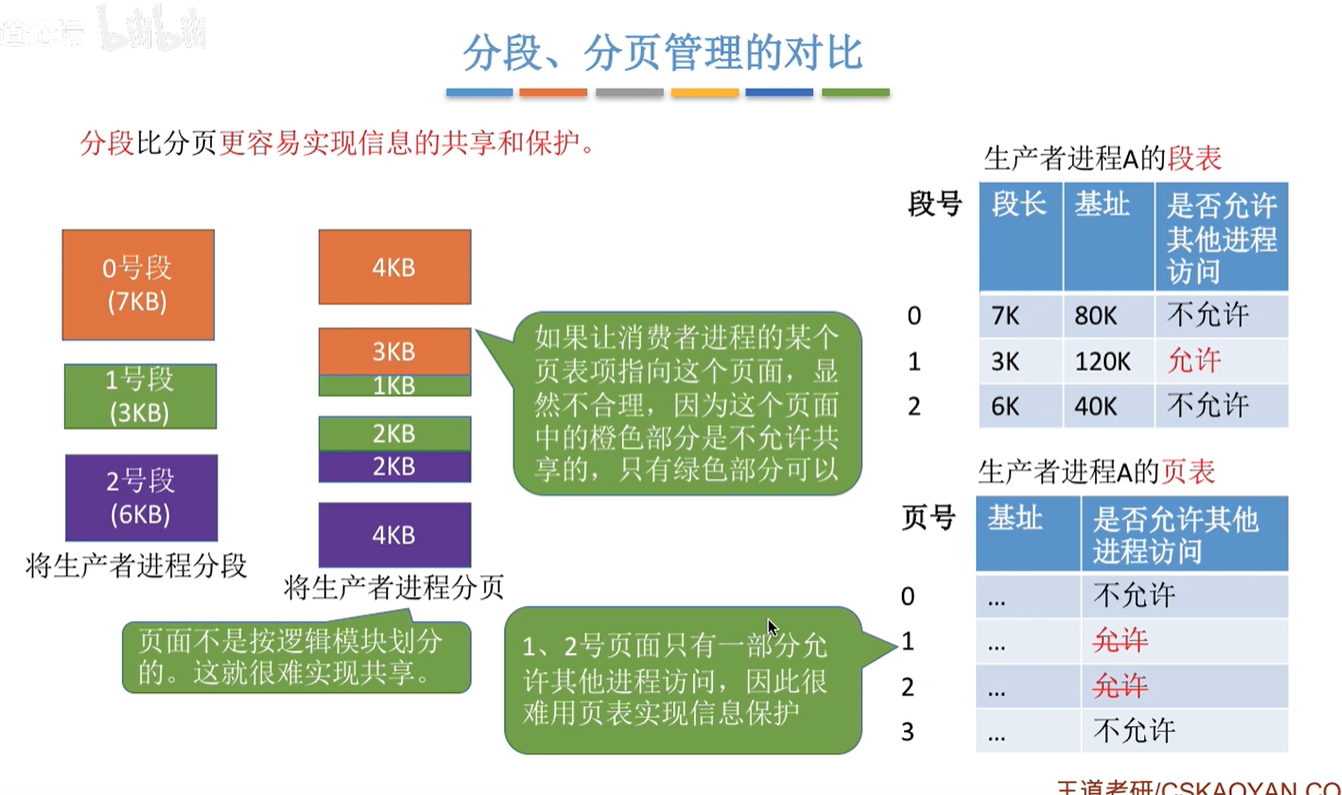 bilibili
分段、分页管理的对比
分段比分页更容易实现信息的共享和保护。
0号段
(7KB)
1号段
(3KB)
2号段
(6KB)
将生产者进程分段
4KB
3KB
1KB
2KB
2KB
4KB
将生产者进程分页
页面不是按逻辑模块划分
的。这就很难实现共享。
如果让消费者进程的某个
页表项指向这个页面，显
然不合理，因为这个页面
中的橙色部分是不允许共
享的，只有绿色部分可以
1、2号页面只有一部分允
许其他进程访问，因此很
难用页表实现信息保护
生产者进程A的段表
段号 段长 基址 是否允许
其他进程
访问
0 7K 80K 不允许
1 3K 120K 允许
2 6K 40K 不允许
生产者进程A的页表
页号 基址 是否允许其他
进程访问
0 ... 不允许
1 ... 允许
2 ... 允许
3 ... 不允许
王道考研/CSKAOYAN.CO